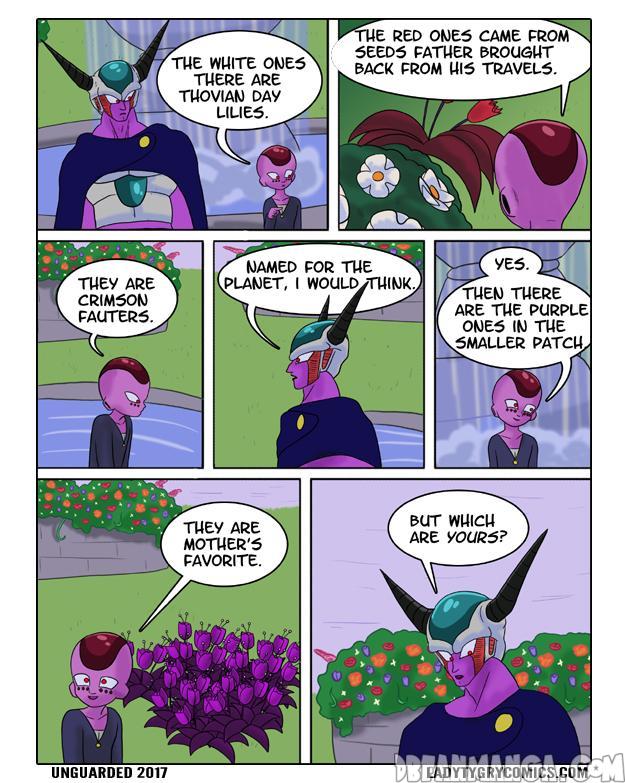 THE WHITE ONES
THERE ARE
THOVIAN DAY
LILIES.
THE RED ONES CAME FROM
SEEDS FATHER BROUGHT
BACK FROM HIS TRAVELS.
THEY ARE
CRIMSON
FAUTERS.
NAMED FOR THE
PLANET, I WOULD THINK.
YES.
THEN THERE
ARE THE PURPLE
ONES IN THE
SMALLER PATCH
THEY ARE
MOTHER'S
FAVORITE.
BUT WHICH
ARE YOURS?
UNGUARDED 2017
LADYTYGRYCOMICS.COM
DBFANMANGA.COM